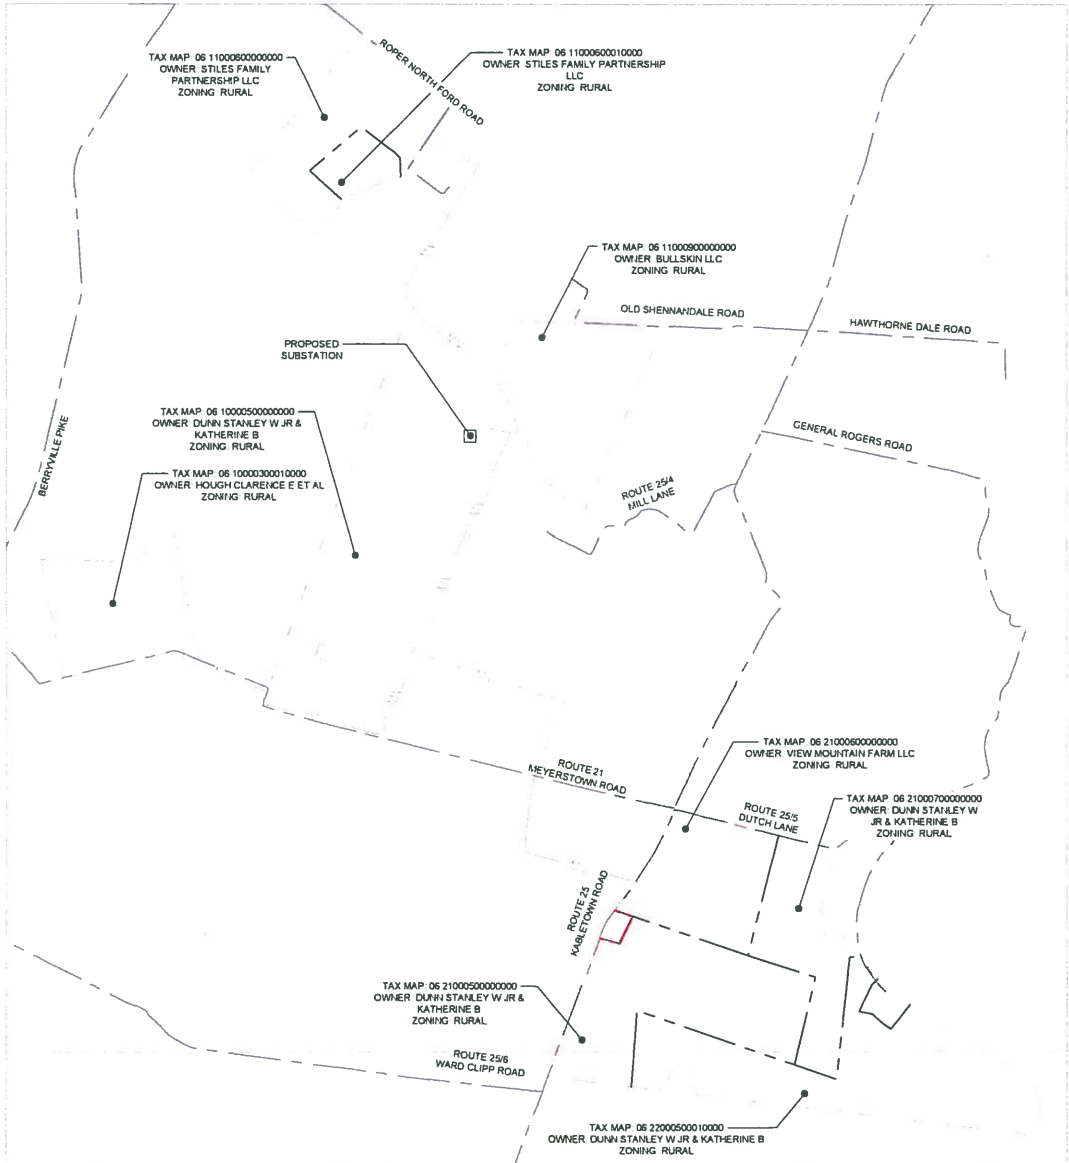 TAX MAP: 06 11000600000000
OWNER: STILES FAMILY
PARTNERSHIP LLC
ZONING: RURAL
ROPER NORTH FORD ROAD
TAX MAP: 06 11000600010000
OWNER: STILES FAMILY PARTNERSHIP
LLC
ZONING: RURAL
TAX MAP: 06 11000900000000
OWNER: BULLSKIN LLC
ZONING: RURAL
OLD SHENNANDALE ROAD
HAWTHORNE DALE ROAD
PROPOSED
SUBSTATION
TAX MAP: 06 10000500000000
OWNER: DUNN STANLEY W JR &
KATHERINE B
ZONING: RURAL
BERRYVILLE PIKE
TAX MAP: 06 10000300010000
OWNER: HOUGH CLARENCE E ET AL
ZONING: RURAL
GENERAL ROGERS ROAD
ROUTE 25/4
MILL LANE
TAX MAP: 06 21000600000000
OWNER: VIEW MOUNTAIN FARM LLC
ZONING: RURAL
ROUTE 21
MEYERSTOWN ROAD
TAX MAP: 06 21000700000000
OWNER: DUNN STANLEY W
JR & KATHERINE B
ZONING: RURAL
ROUTE 25/5
DUTCH LANE
ROUTE 25
KABLETOWN ROAD
TAX MAP: 06 21000500000000
OWNER: DUNN STANLEY W JR &
KATHERINE B
ZONING: RURAL
ROUTE 25/6
WARD CLIPP ROAD
TAX MAP: 06 22000500010000
OWNER: DUNN STANLEY W JR & KATHERINE B
ZONING: RURAL